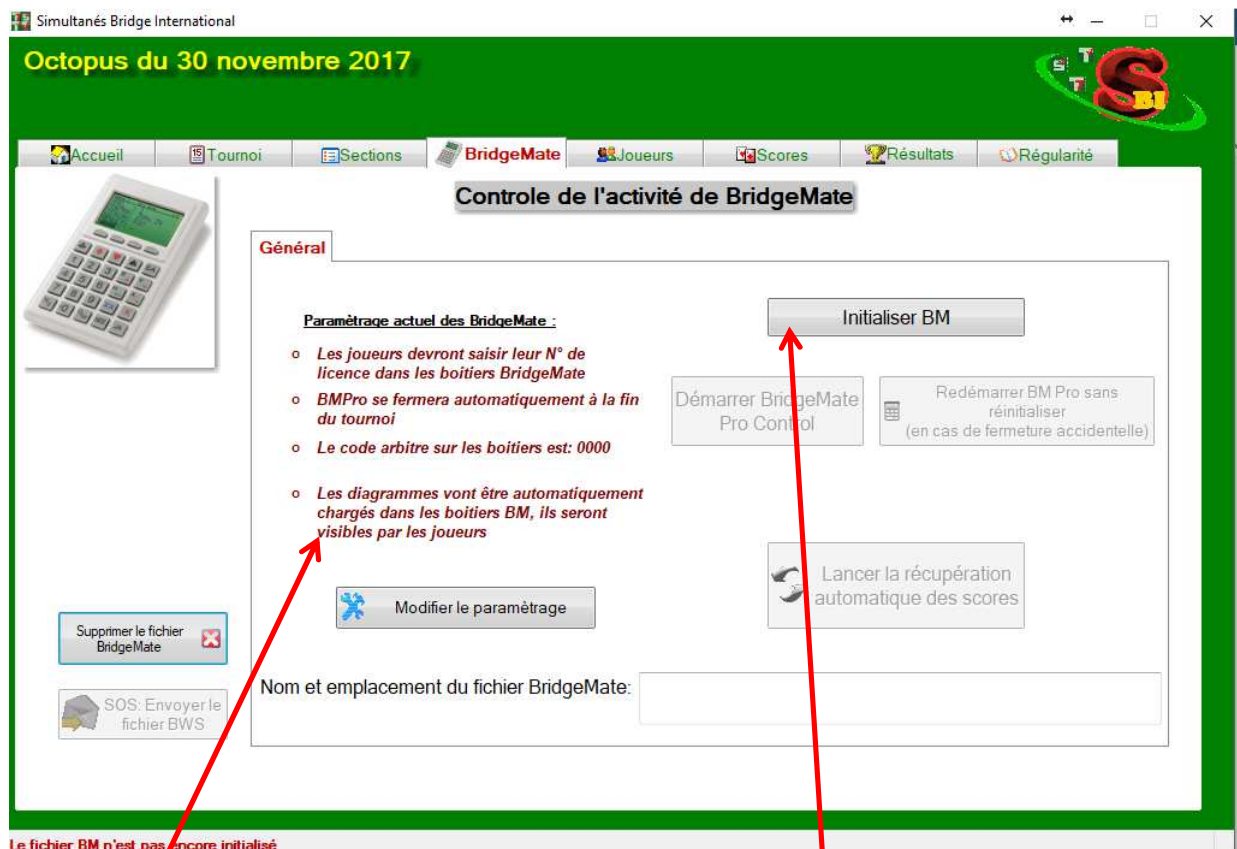 Simultanés Bridge International
Octopus du 30 novembre 2017
S T T S BI
Accueil
15 Tournoi
Sections
BridgeMate
Joueurs
Scores
Résultats
Régularité
Controle de l'activité de BridgeMate
Général
Paramètrage actuel des BridgeMate :
o Les joueurs devront saisir leur N° de
licence dans les boitiers BridgeMate
o BMPro se fermera automatiquement à la fin
du tournoi
o Le code arbitre sur les boitiers est: 0000
o Les diagrammes vont être automatiquement
chargés dans les boitiers BM, ils seront
visibles par les joueurs
Modifier le paramètrage
Initialiser BM
Démarrer BridgeMate
Pro Control
Redémarrer BM Pro sans
réinitialiser
(en cas de fermeture accidentelle)
Lancer la récupération
automatique des scores
Supprimer le fichier
BridgeMate
SOS: Envoyer le
fichier BWS
Nom et emplacement du fichier BridgeMate:
Le fichier BM n'est pas encore initialisé